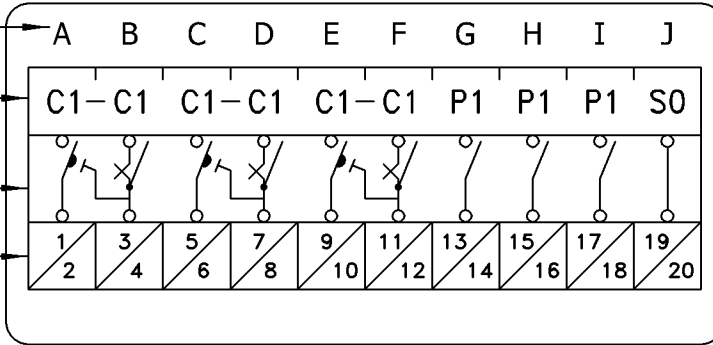 A B C D E F G H I J
C1-C1 C1-C1 C1-C1 P1 P1 P1 S0
1 3 5 7 9 11 13 15 17 19
2 4 6 8 10 12 14 16 18 20